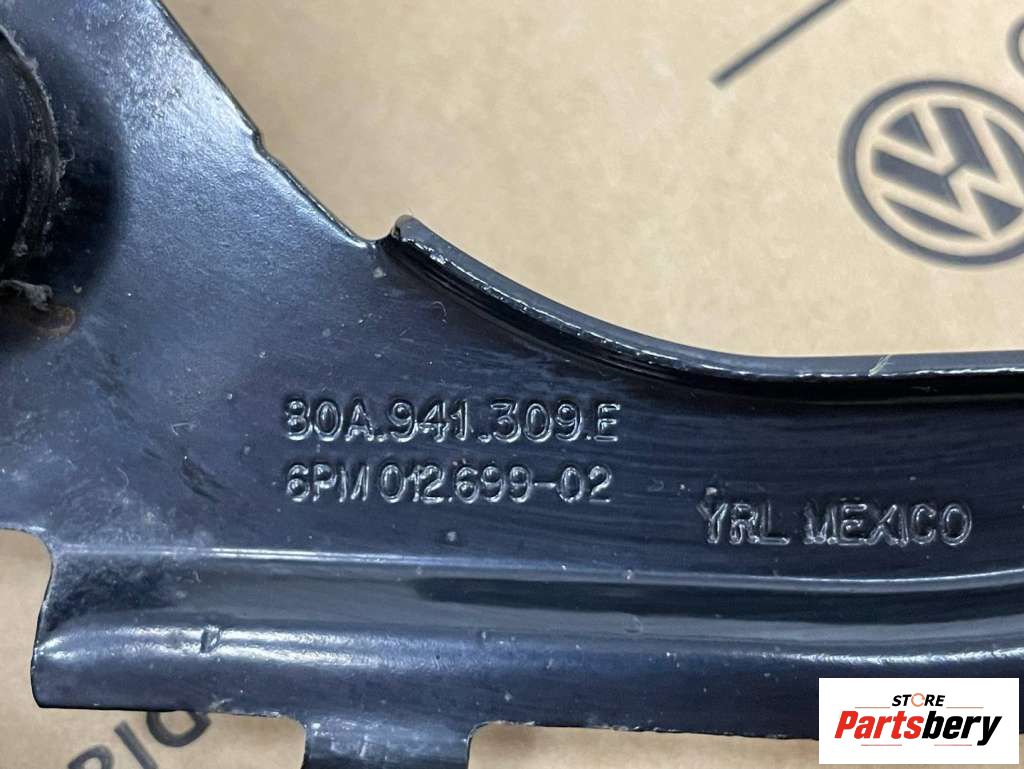 80A.941.309.E
6PM 012.699-02
YRL MEXICO
STORE
Partsbery